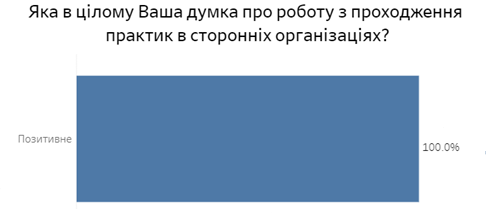 Яка в цілому Ваша думка про роботу з проходження
практик в сторонніх організаціях?
Позитивне
100.0%